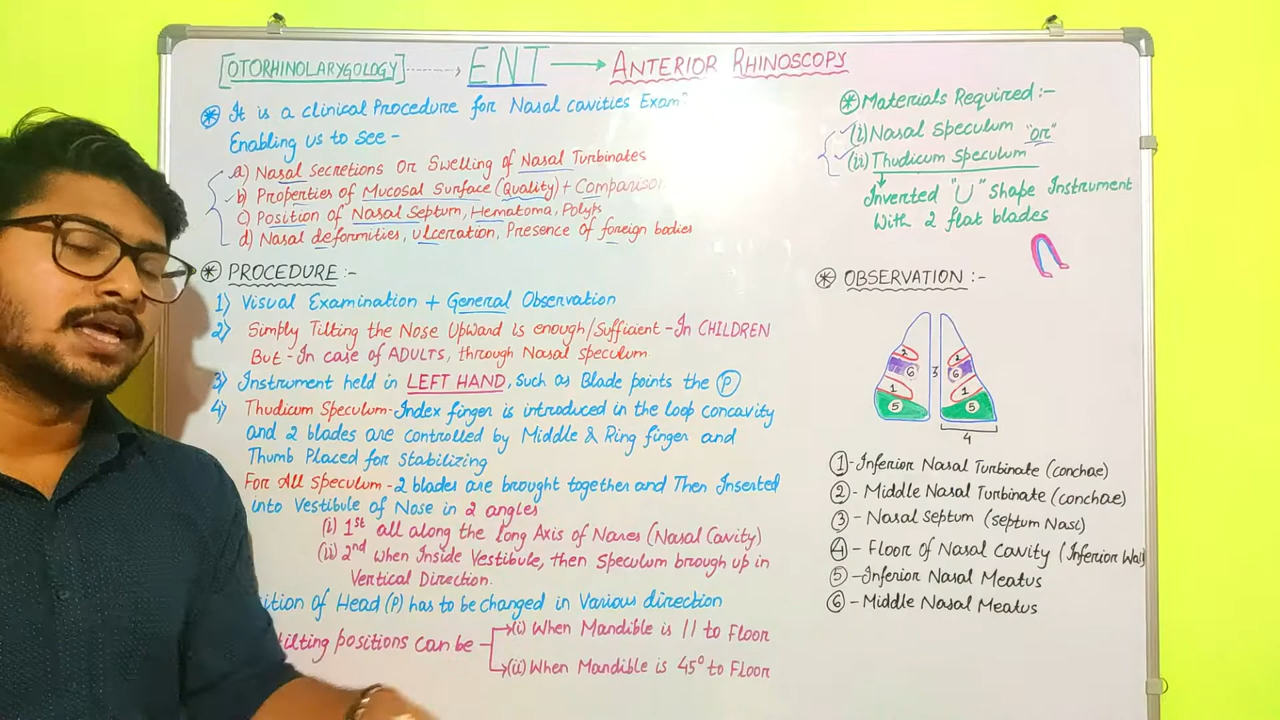 [OTORHINOLARYGOLOGY] ENT → ANTERIOR RHINOSCOPY
It is a clinical Procedure for Nasal cavities Exam?
Enabling us to see -
a) Nasal secretions Or Swelling of Nasal Turbinates
b) Properties of Mucosal Surface (Quality) + Comparison
c) Position of Nasal Septum, Hematoma, Polyps
d) Nasal deformities, ulceration, Presence of foreign bodies
PROCEDURE :-
1) Visual Examination + General Observation
2) Simply Tilting the Nose Upward is enough/Sufficient - In CHILDREN
But - In case of ADULTS, through Nasal speculum
3) Instrument held in LEFT HAND, such as Blade points the (P)
4) Thudicum Speculum - Index finger is introduced in the loop concavity
and 2 blades are controlled by Middle & Ring finger and
Thumb Placed for stabilizing
For All Speculum - 2 blades are brought together and Then Inserted
into Vestibule of Nose in 2 angles
(i) 1st all along the long Axis of Nares (Nasal Cavity)
(ii) 2nd when Inside Vestibule, then Speculum brough up in
Vertical Direction.
of Head (P) has to be changed in Various direction
tilting positions can be
(i) When Mandible is // to Floor
(ii) When Mandible is 45° to Floor
Materials Required :-
(i) Nasal Speculum "or"
(ii) Thudicum Speculum
Inverted "U" Shape Instrument
With 2 flat blades
OBSERVATION :-
2 2
6 3 6
1 1
5 5
4
1 - Inferior Nasal Turbinate (conchae)
2 - Middle Nasal Turbinate (conchae)
3 - Nasal Septum (septum Nasi)
4 - Floor of Nasal Cavity (Inferior Wall)
5 - Inferior Nasal Meatus
6 - Middle Nasal Meatus